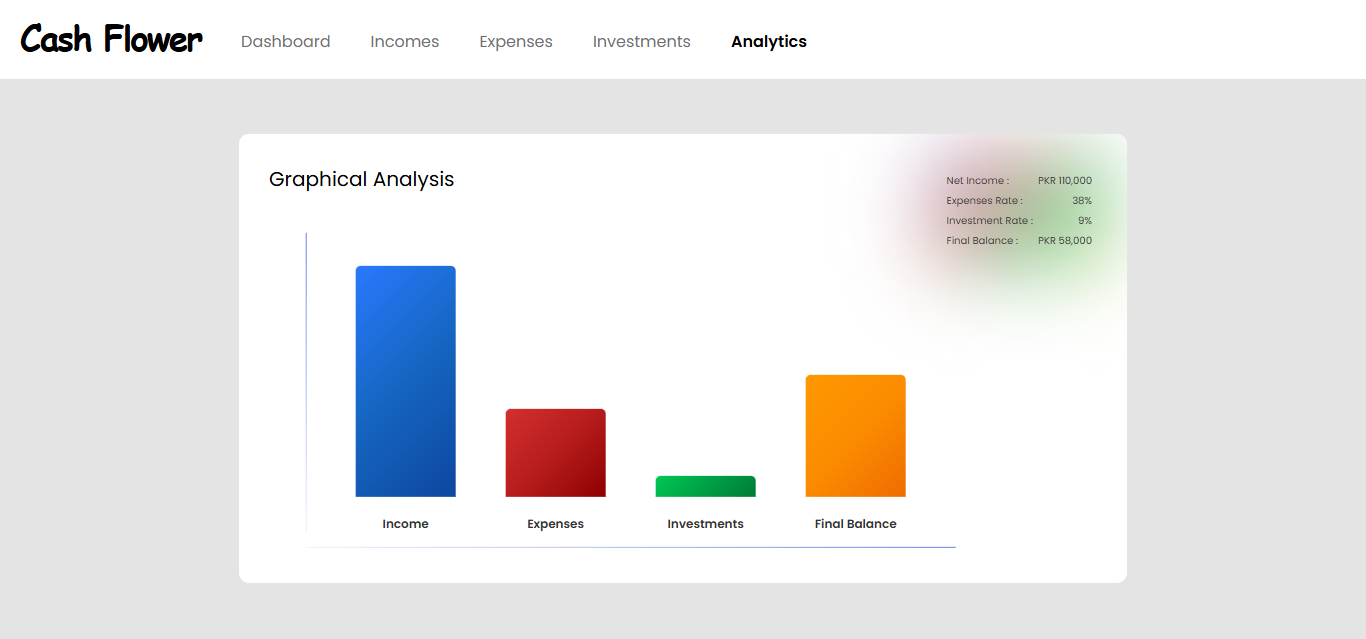 Cash Flower Dashboard Incomes Expenses Investments Analytics
Graphical Analysis
Net Income : PKR 110,000
Expenses Rate : 38%
Investment Rate : 9%
Final Balance : PKR 58,000
Income Expenses Investments Final Balance